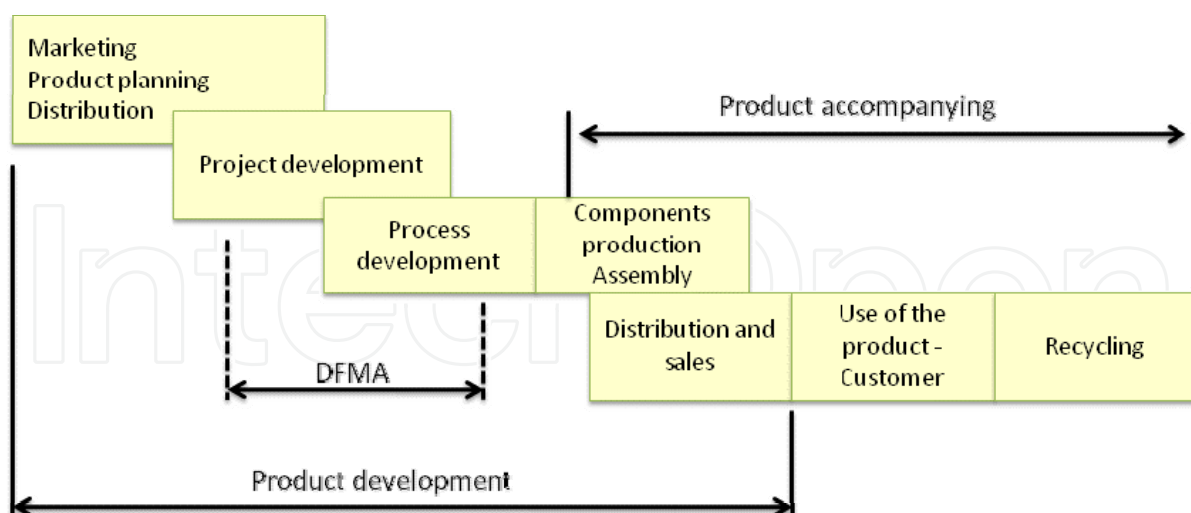 Marketing
Product planning
Distribution
Product accompanying
Project development
Process
development
Components
production
Assembly
Distribution and
sales
Use of the
product -
Customer
Recycling
DFMA
Product development
IntechOpen